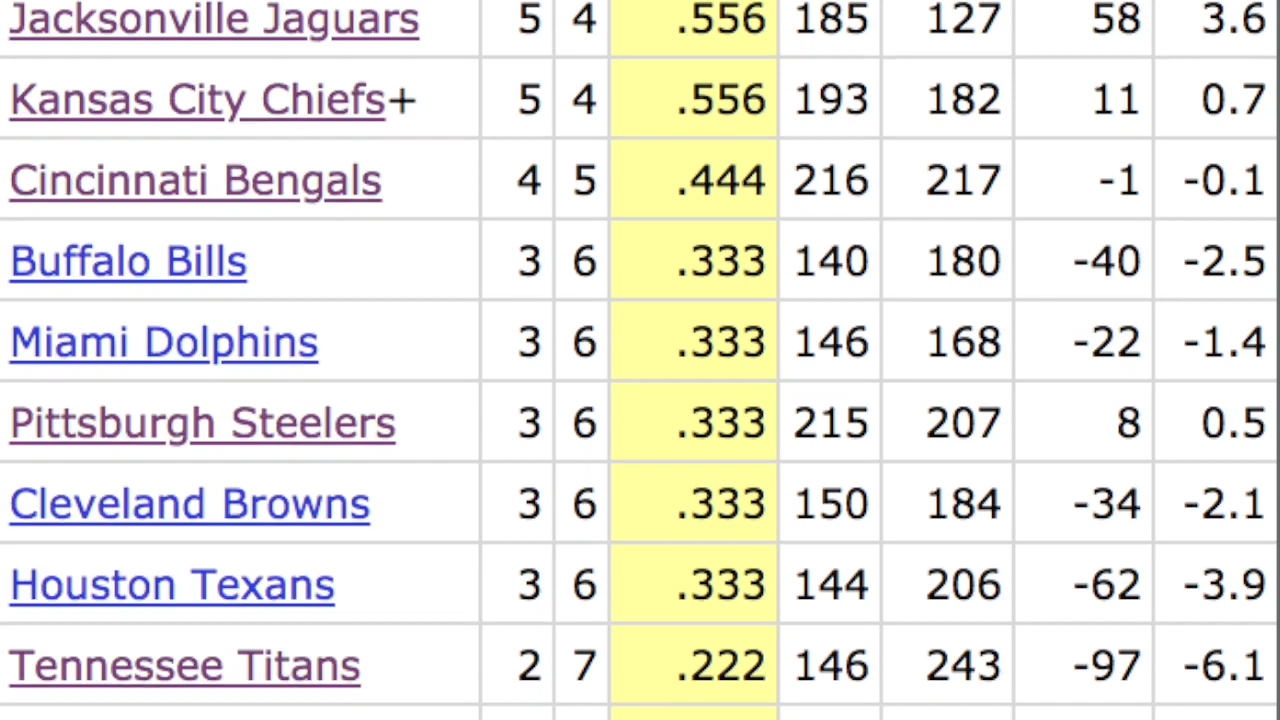 Jacksonville Jaguars 5 4 .556 185 127 58 3.6
Kansas City Chiefs+ 5 4 .556 193 182 11 0.7
Cincinnati Bengals 4 5 .444 216 217 -1 -0.1
Buffalo Bills 3 6 .333 140 180 -40 -2.5
Miami Dolphins 3 6 .333 146 168 -22 -1.4
Pittsburgh Steelers 3 6 .333 215 207 8 0.5
Cleveland Browns 3 6 .333 150 184 -34 -2.1
Houston Texans 3 6 .333 144 206 -62 -3.9
Tennessee Titans 2 7 .222 146 243 -97 -6.1